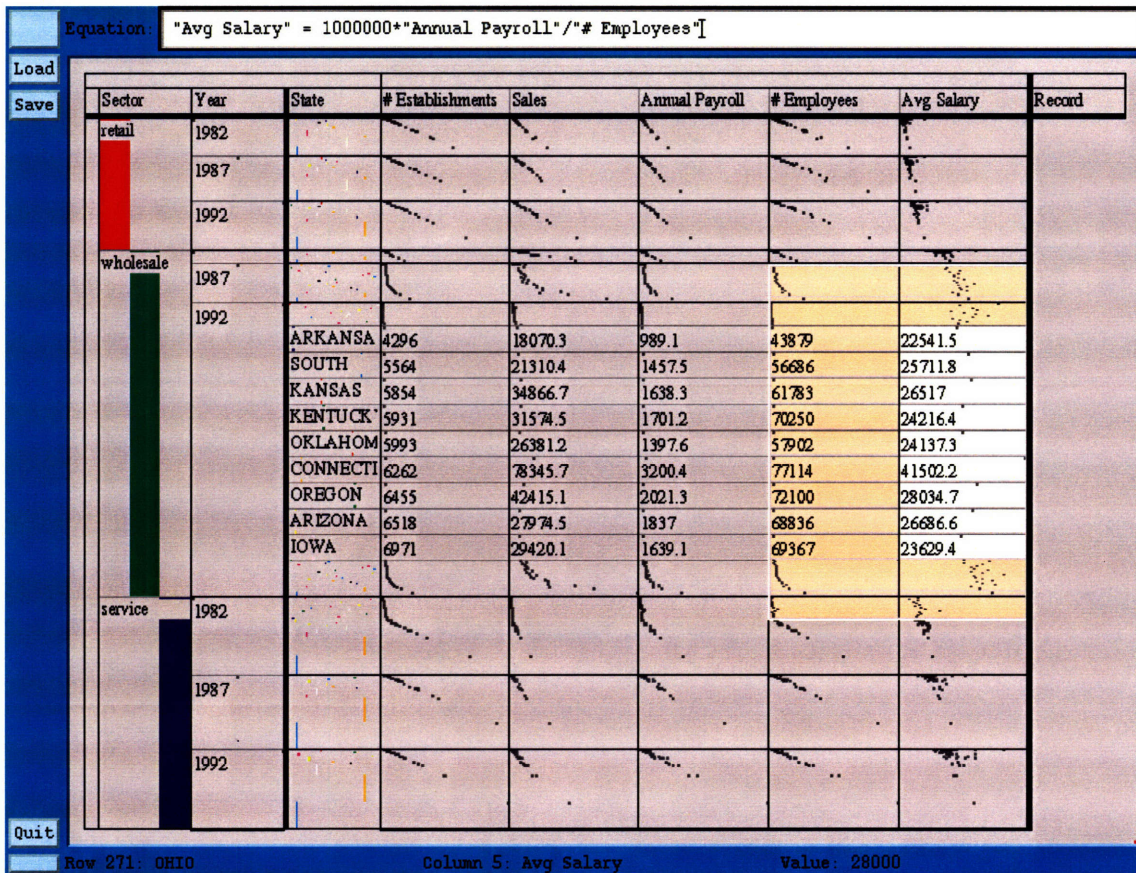 Equation: "Avg Salary" = 1000000*"Annual Payroll"/"# Employees"
Load
Save
Sector Year State # Establishments Sales Annual Payroll # Employees Avg Salary Record
retail 1982
1987
1992
wholesale
1987
1992
ARKANSA 4296 18070.3 989.1 43879 22541.5
SOUTH 5564 21310.4 1457.5 56686 25711.8
KANSAS 5854 34866.7 1638.3 61783 26517
KENTUCK 5931 31574.5 1701.2 70250 24216.4
OKLAHOM 5993 26381.2 1397.6 57902 24137.3
CONNECTI 6262 78345.7 3200.4 77114 41502.2
OREGON 6455 42415.1 2021.3 72100 28034.7
ARIZONA 6518 27974.5 1837 68836 26686.6
IOWA 6971 29420.1 1639.1 69367 23629.4
service 1982
1987
1992
Quit
Row 271: OHIO Column 5: Avg Salary Value: 28000